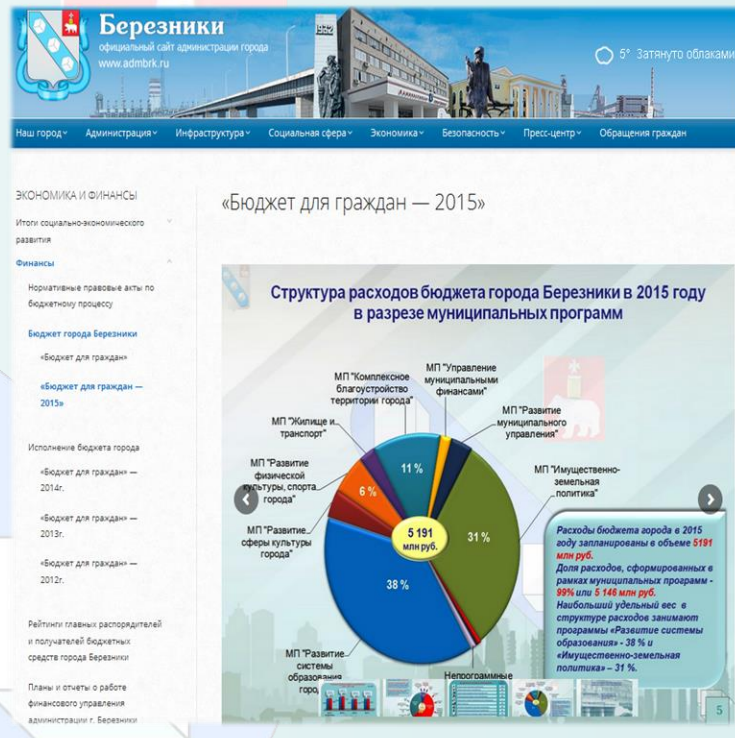 Березники
официальный сайт администрации города
www.admbrk.ru
1932
5° Затянуто облаками
Наш город
Администрация
Инфраструктура
Социальная сфера
Экономика
Безопасность
Пресс-центр
Обращения граждан
ЭКОНОМИКА И ФИНАНСЫ
Итоги социально-экономического
развития
Финансы
Нормативные правовые акты по
бюджетному процессу
Бюджет города Березники
«Бюджет для граждан»
«Бюджет для граждан —
2015»
Исполнение бюджета города
«Бюджет для граждан» —
2014г.
«Бюджет для граждан» —
2013г.
«Бюджет для граждан» —
2012г.
Рейтинги главных распорядителей
и получателей бюджетных
средств города Березники
Планы и отчеты о работе
финансового управления
администрации г. Березники
«Бюджет для граждан — 2015»
Структура расходов бюджета города Березники в 2015 году
в разрезе муниципальных программ
МП "Управление
муниципальными
финансами"
МП "Комплексное
благоустройство
территории города"
МП "Развитие
муниципального
управления"
МП "Жилище и
транспорт"
МП "Имущественно-
земельная
политика"
МП "Развитие
физической
культуры, спорта
города"
МП "Развитие
сферы культуры
города"
МП "Развитие
системы
образования
Непрограммные
11 %
6 %
31 %
38 %
5 191
млн руб.
Расходы бюджета города в 2015
году запланированы в объеме 5191
млн руб.
Доля расходов, сформированных в
рамках муниципальных программ -
99% или 5 146 млн руб.
Наибольший удельный вес в
структуре расходов занимают
программы «Развитие системы
образования» - 38 % и
«Имущественно-земельная
политика» – 31 %.
5